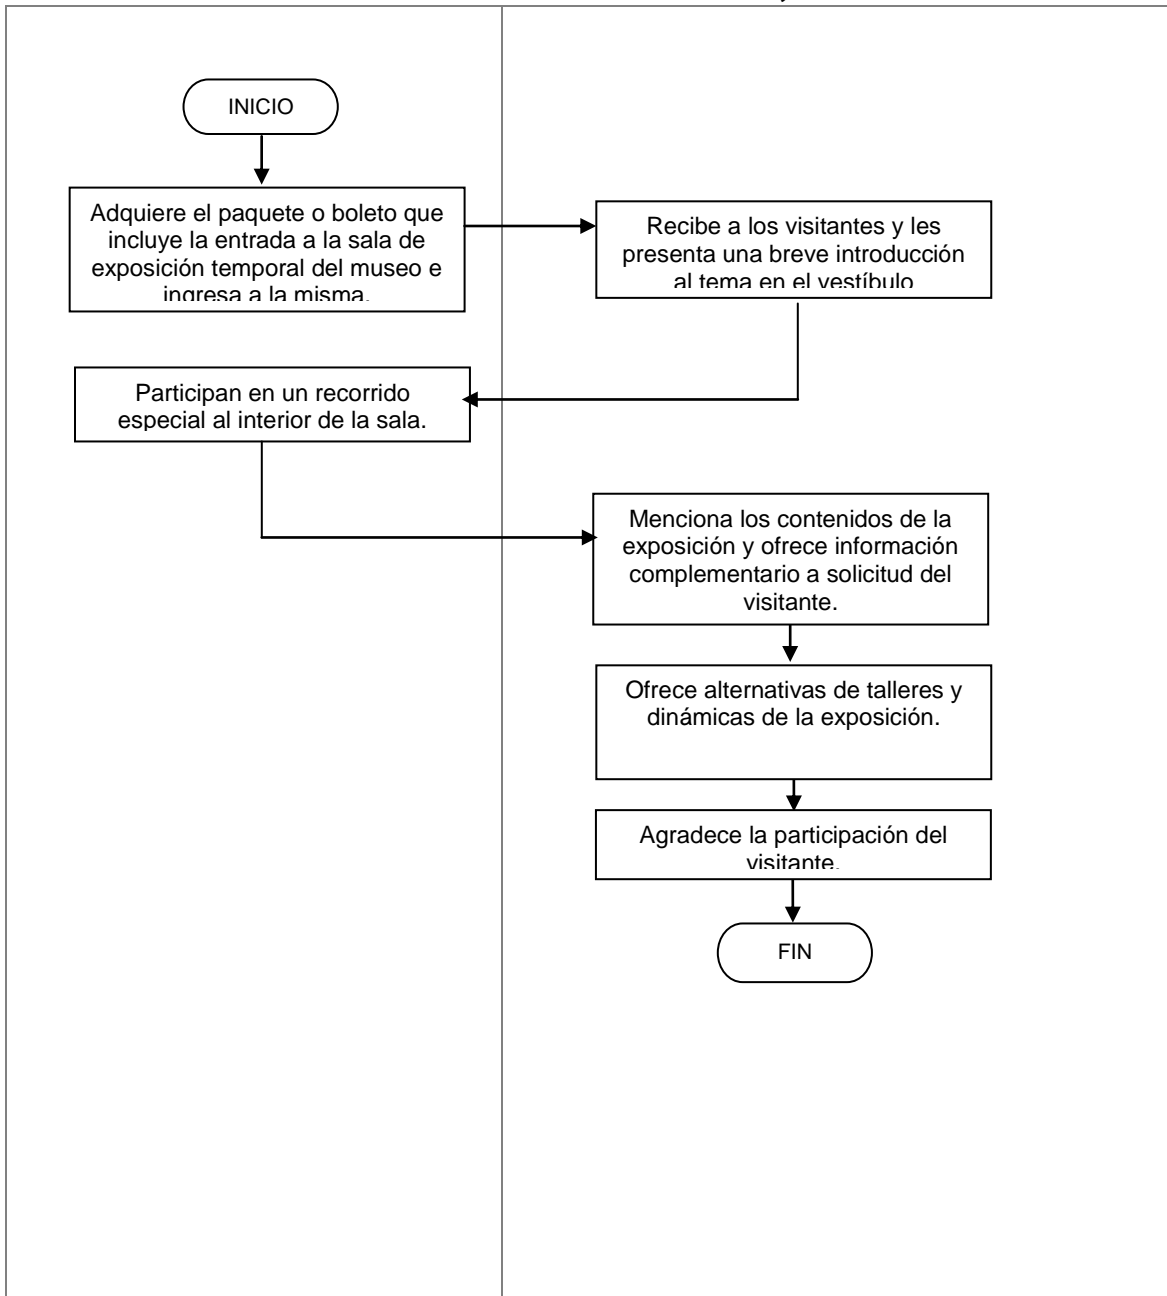 INICIO
Adquiere el paquete o boleto que
incluye la entrada a la sala de
exposición temporal del museo e
ingresa a la misma.
Recibe a los visitantes y les
presenta una breve introducción
al tema en el vestíbulo
Participan en un recorrido
especial al interior de la sala.
Menciona los contenidos de la
exposición y ofrece información
complementario a solicitud del
visitante.
Ofrece alternativas de talleres y
dinámicas de la exposición.
Agradece la participación del
visitante.
FIN